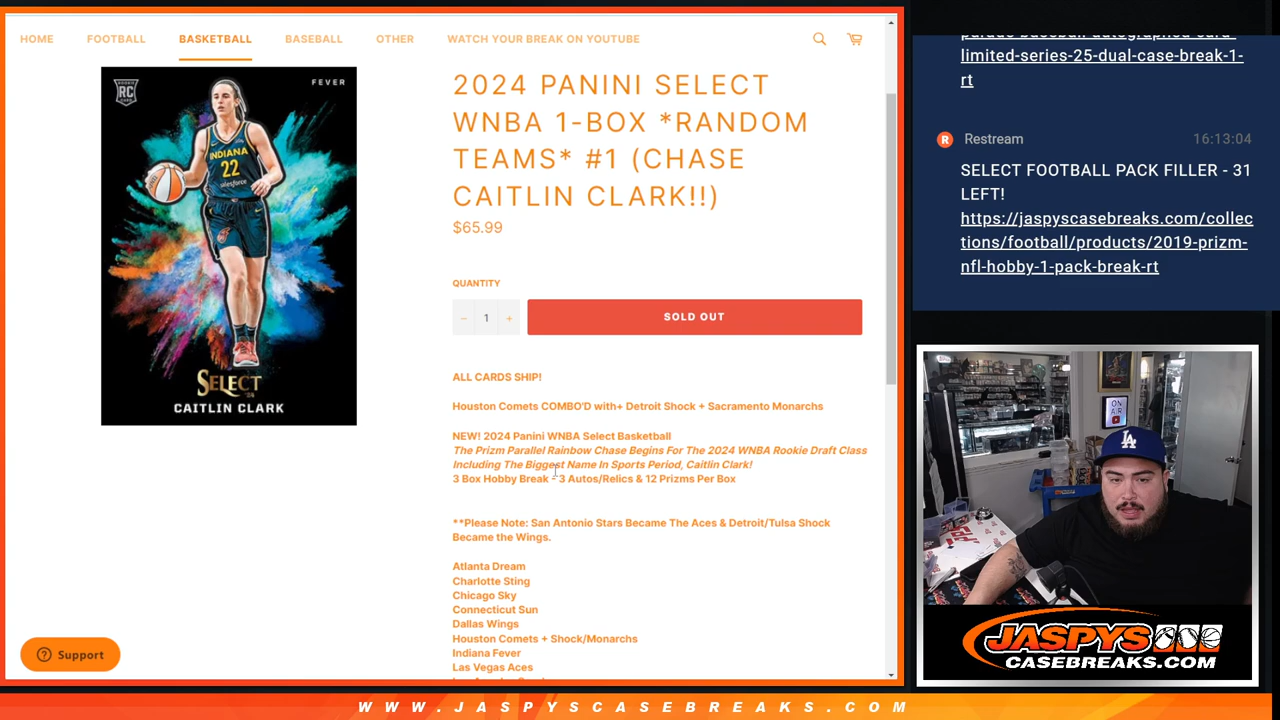 HOME
FOOTBALL
BASKETBALL
BASEBALL
OTHER
WATCH YOUR BREAK ON YOUTUBE
RC
FEVER
INDIANA
22
salesforce
SELECT
'24
CAITLIN CLARK
2024 PANINI SELECT
WNBA 1-BOX *RANDOM
TEAMS* #1 (CHASE
CAITLIN CLARK!!)
$65.99
QUANTITY
− 1 +
SOLD OUT
ALL CARDS SHIP!
Houston Comets COMBO'D with+ Detroit Shock + Sacramento Monarchs
NEW! 2024 Panini WNBA Select Basketball
The Prizm Parallel Rainbow Chase Begins For The 2024 WNBA Rookie Draft Class
Including The Biggest Name In Sports Period, Caitlin Clark!
3 Box Hobby Break - 3 Autos/Relics & 12 Prizms Per Box
**Please Note: San Antonio Stars Became The Aces & Detroit/Tulsa Shock
Became the Wings.
Atlanta Dream
Charlotte Sting
Chicago Sky
Connecticut Sun
Dallas Wings
Houston Comets + Shock/Monarchs
Indiana Fever
Las Vegas Aces
Support
limited-series-25-dual-case-break-1-
rt
R Restream 16:13:04
SELECT FOOTBALL PACK FILLER - 31
LEFT!
https://jaspyscasebreaks.com/collec
tions/football/products/2019-prizm-
nfl-hobby-1-pack-break-rt
ON
AIR
LA
JASPYS
CASEBREAKS.COM
WWW.JASPYSCASEBREAKS.COM